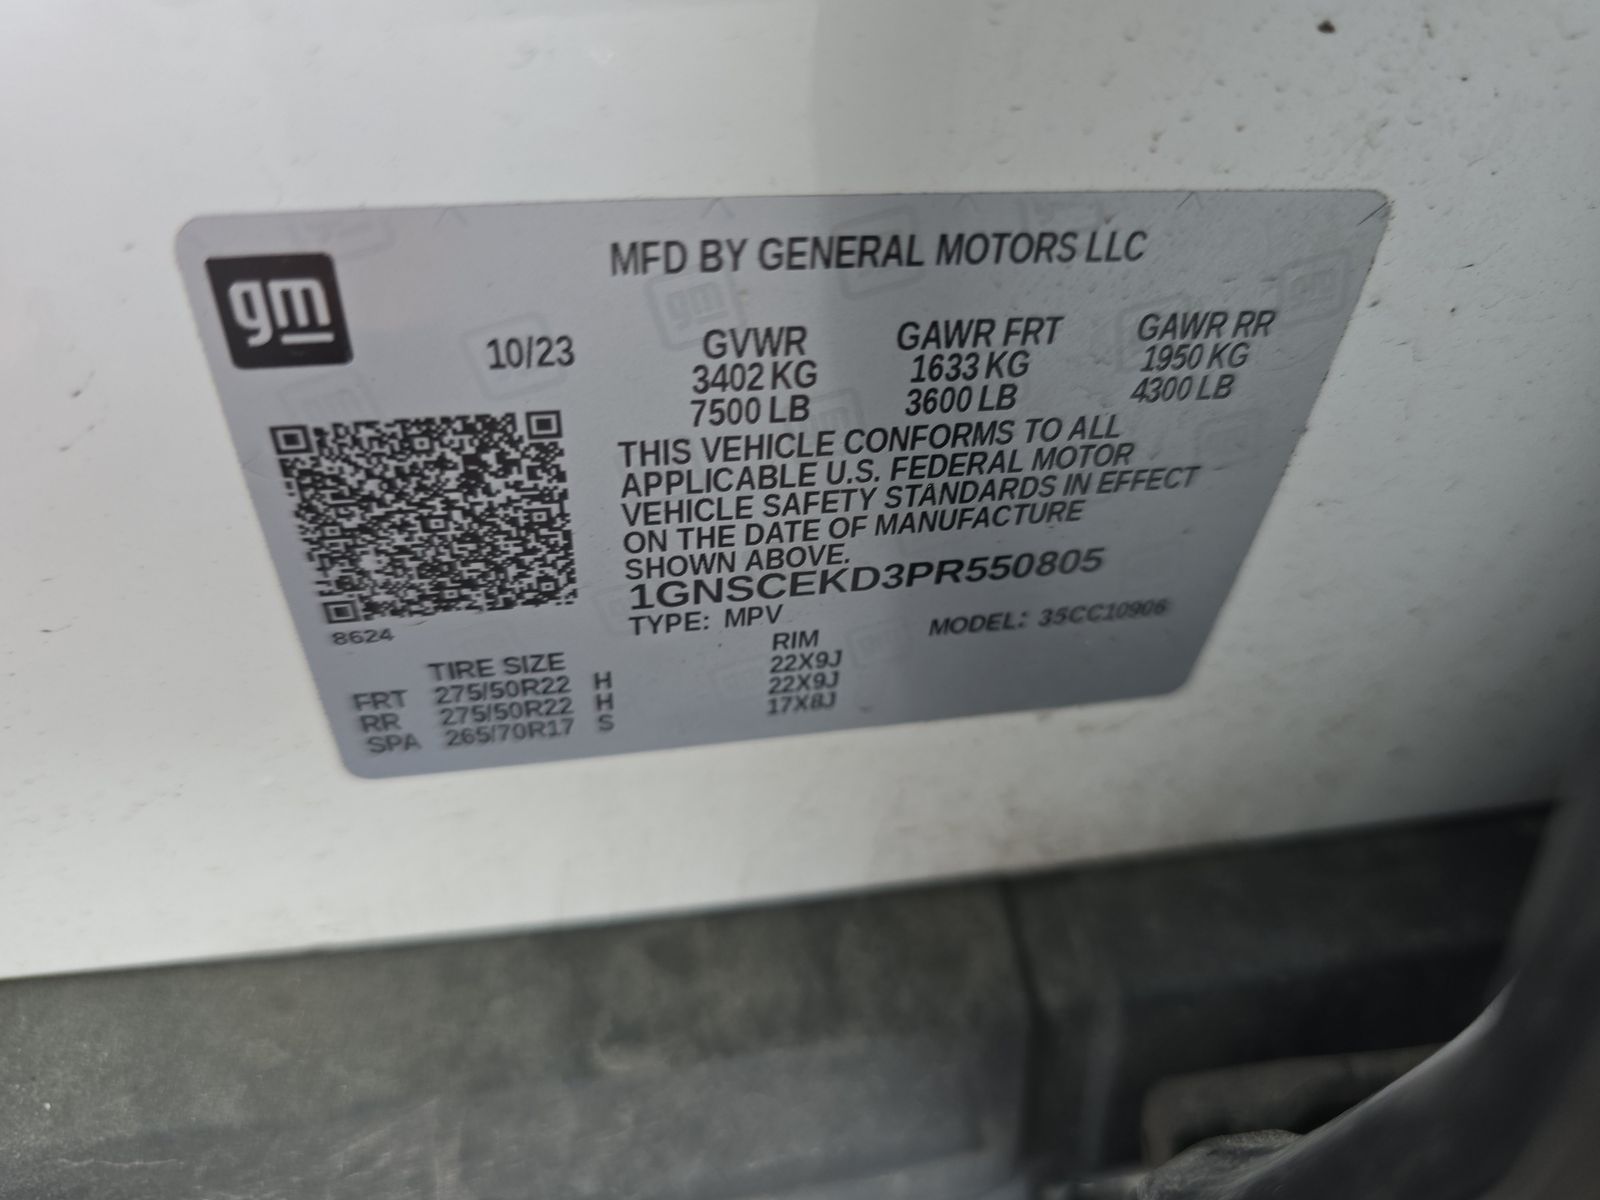 gm
MFD BY GENERAL MOTORS LLC
10/23
GVWR GAWR FRT GAWR RR
3402 KG 1633 KG 1950 KG
7500 LB 3600 LB 4300 LB
THIS VEHICLE CONFORMS TO ALL
APPLICABLE U.S. FEDERAL MOTOR
VEHICLE SAFETY STANDARDS IN EFFECT
ON THE DATE OF MANUFACTURE
SHOWN ABOVE.
1GNSCEKD3PR550805
TYPE: MPV MODEL: 35CC10906
8624
TIRE SIZE RIM
FRT 275/50R22 H 22X9J
RR 275/50R22 H 22X9J
SPA 265/70R17 S 17X8J